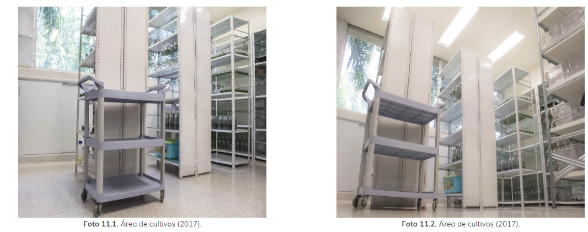 Foto 11.1. Área de cultivos (2017).
Foto 11.2. Área de cultivos (2017).